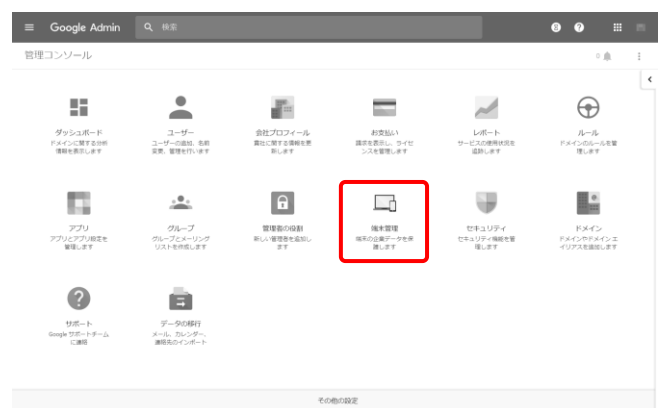 Google Admin
検索
管理コンソール
ダッシュボード
ドメインに関する分析
情報を表示します
ユーザー
ユーザーの追加、名前
変更、管理を行います
会社プロフィール
貴社に関する情報を更
新します
お支払い
請求を表示し、ライセ
ンスを管理します
レポート
サービスの使用状況を
追跡します
ルール
ドメインのルールを管
理します
アプリ
アプリとアプリ設定を
管理します
グループ
グループとメーリング
リストを作成します
管理者の役割
新しい管理者を追加し
ます
端末管理
端末の企業データを保
護します
セキュリティ
セキュリティ機能を管
理します
ドメイン
ドメインやドメインエ
イリアスを追加します
サポート
Google サポートチーム
に連絡
データの移行
メール、カレンダー、
連絡先のインポート
その他の設定